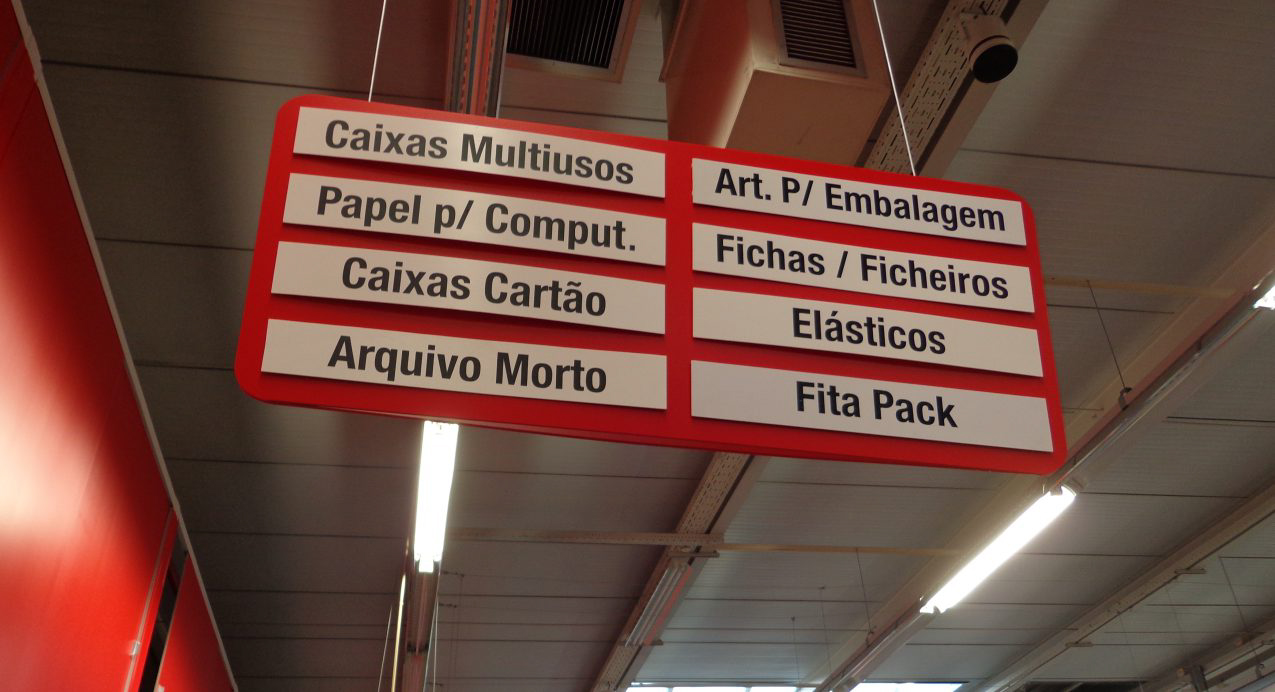 Caixas Multiusos
Papel p/ Comput.
Caixas Cartão
Arquivo Morto
Art. P/ Embalagem
Fichas / Ficheiros
Elásticos
Fita Pack